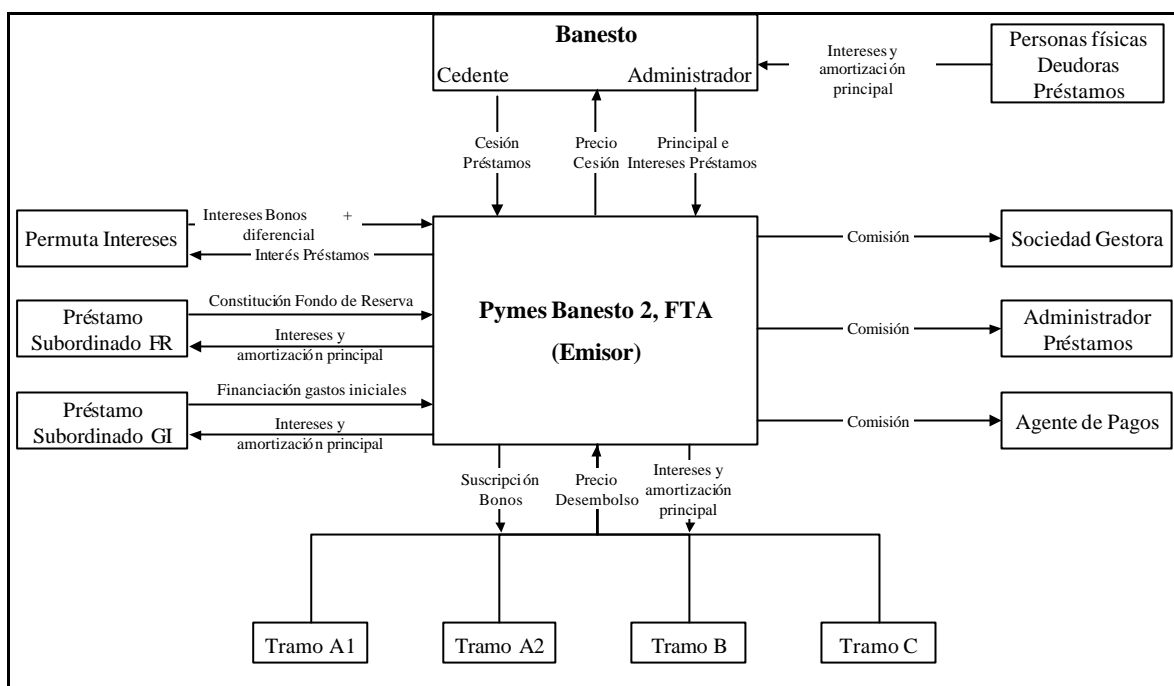 Banesto
Cedente
Administrador
Intereses y
amortización
principal
Personas físicas
Deudoras
Préstamos
Cesión
Préstamos
Precio
Cesión
Principal e
Intereses Préstamos
Permuta Intereses
Intereses Bonos +
diferencial
Interés Préstamos
Pymes Banesto 2, FTA
(Emisor)
Comisión
Sociedad Gestora
Préstamo
Subordinado FR
Constitución Fondo de Reserva
Intereses y
amortización principal
Comisión
Administrador
Préstamos
Préstamo
Subordinado GI
Financiación gastos iniciales
Intereses y
amortización principal
Comisión
Agente de Pagos
Suscripción
Bonos
Precio
Desembolso
Intereses y
amortización
principal
Tramo A1
Tramo A2
Tramo B
Tramo C